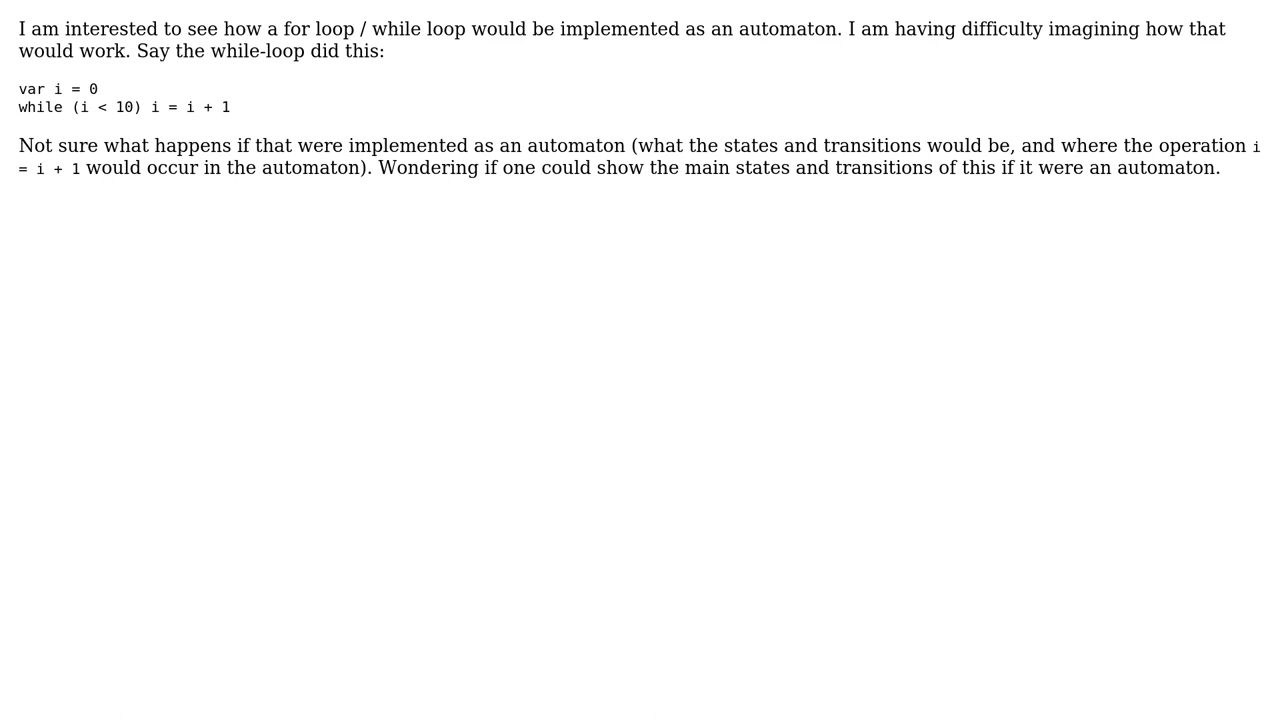 I am interested to see how a for loop / while loop would be implemented as an automaton. I am having difficulty imagining how that
would work. Say the while-loop did this:
var i = 0
while (i < 10) i = i + 1
Not sure what happens if that were implemented as an automaton (what the states and transitions would be, and where the operation i
= i + 1 would occur in the automaton). Wondering if one could show the main states and transitions of this if it were an automaton.